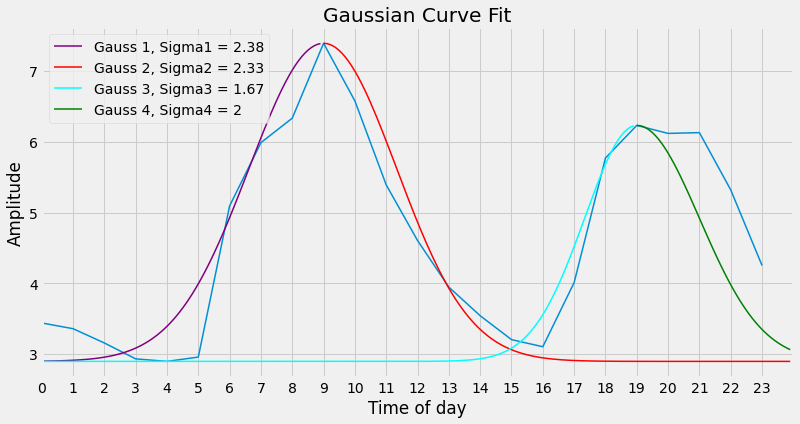 Gaussian Curve Fit
Gauss 1, Sigma1 = 2.38
Gauss 2, Sigma2 = 2.33
Gauss 3, Sigma3 = 1.67
Gauss 4, Sigma4 = 2
Amplitude
7
6
5
4
3
0 1 2 3 4 5 6 7 8 9 10 11 12 13 14 15 16 17 18 19 20 21 22 23
Time of day